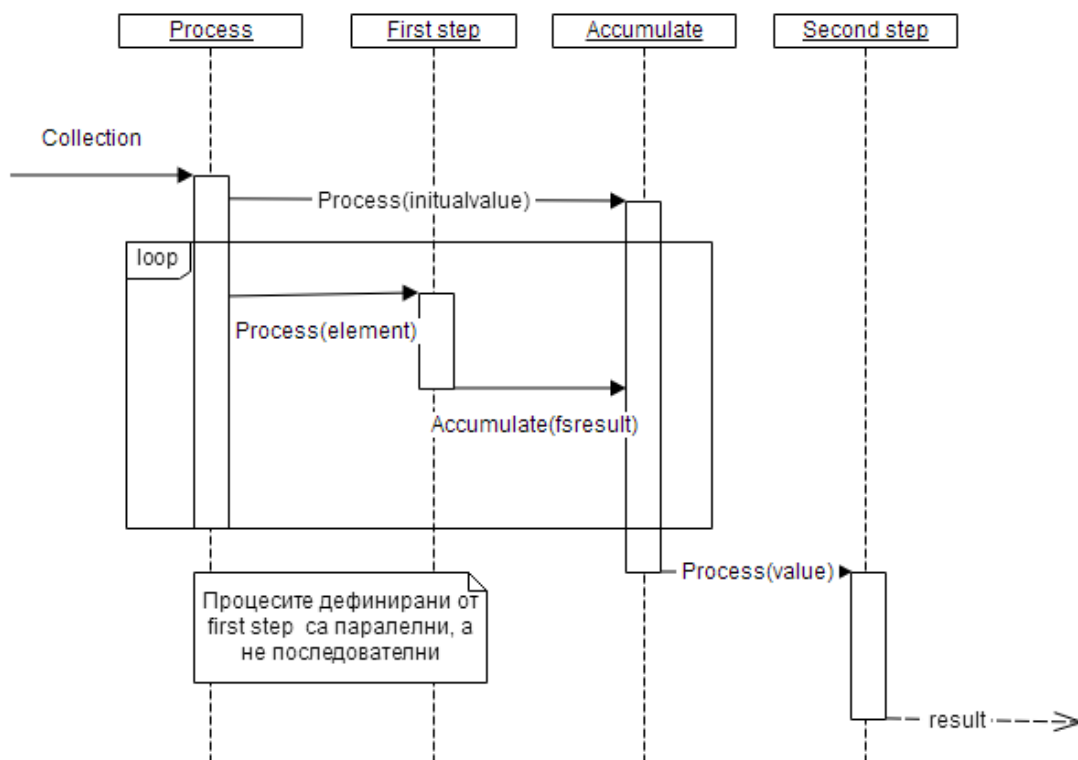 Process
First step
Accumulate
Second step
Collection
Process(initualvalue)
loop
Process(element)
Accumulate(fsresult)
Process(value)
Процесите дефинирани от
first step са паралелни, а
не последователни
result